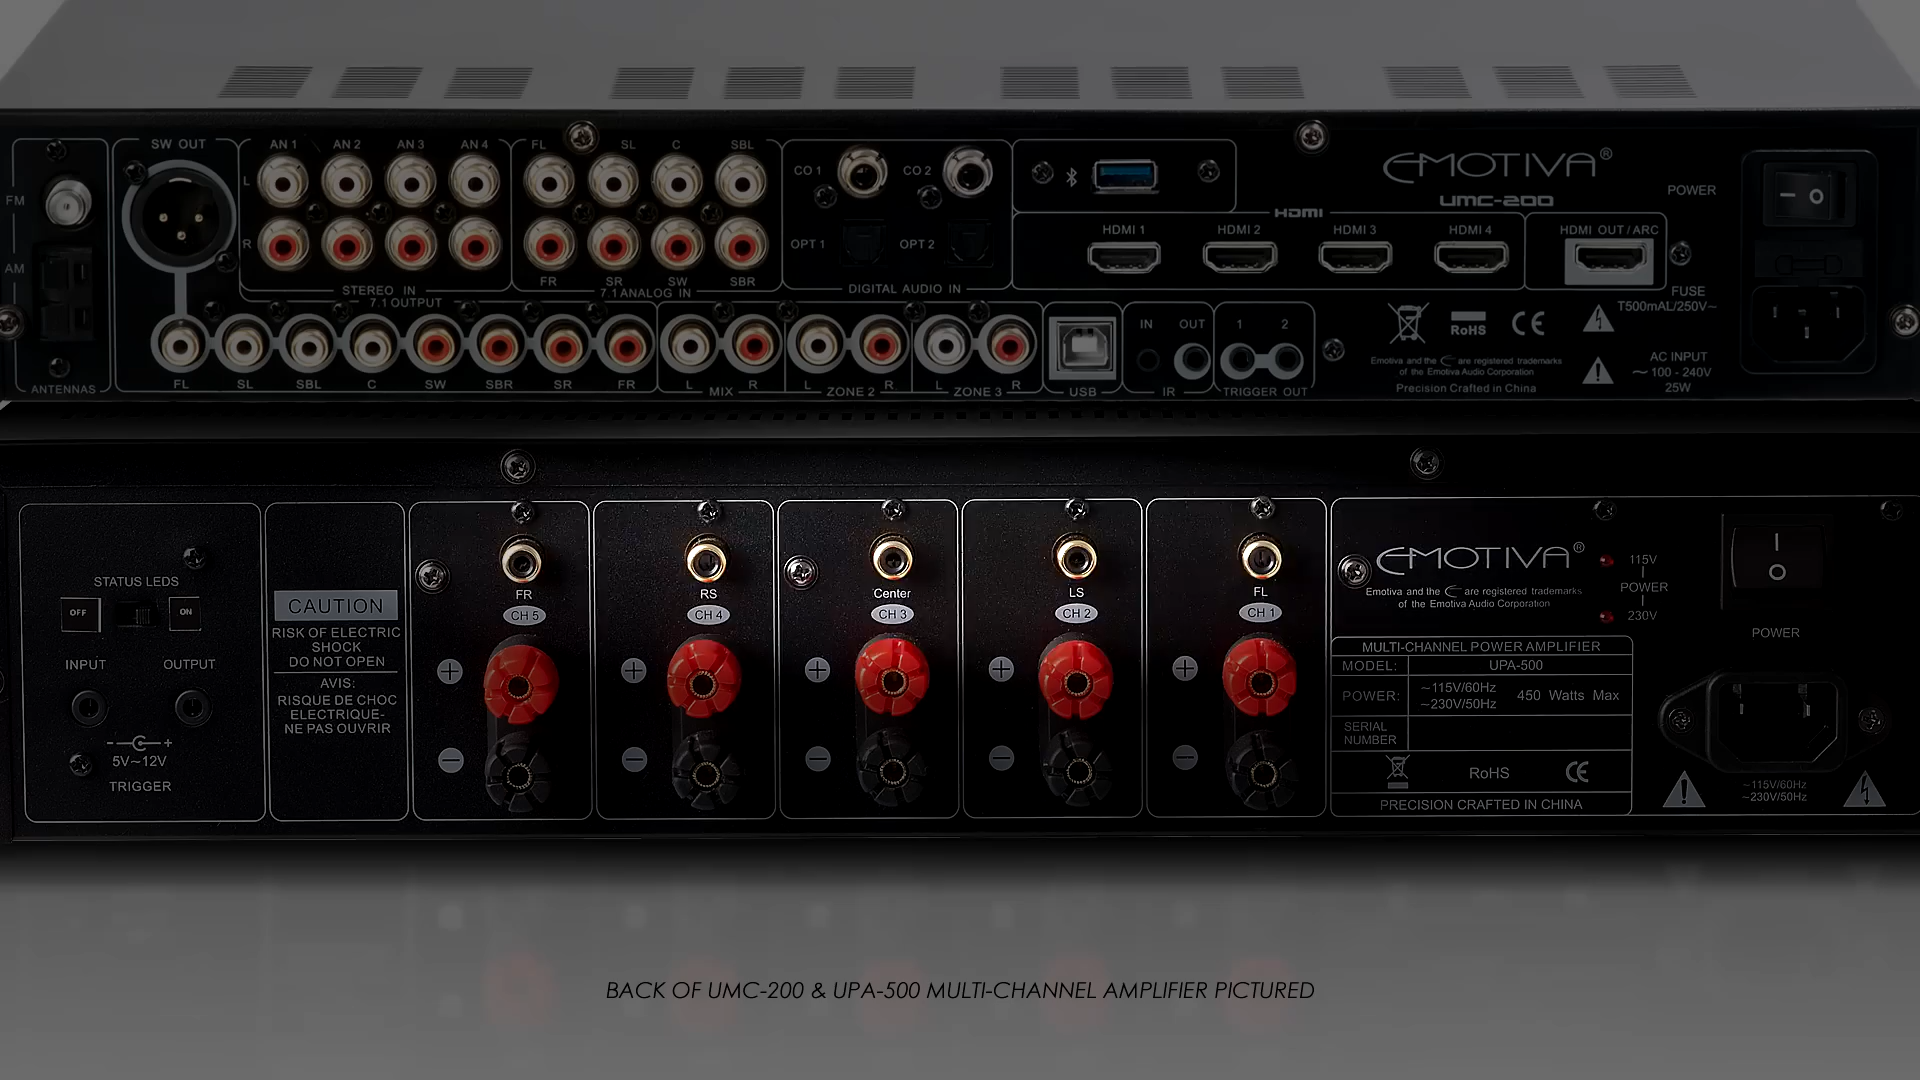 SW OUT
AN 1
AN 2
AN 3
AN 4
FL
SL
C
SBL
L
R
FR
SR
SW
SBR
STEREO IN
7.1 ANALOG IN
FM
AM
ANTENNAS
CO 1
CO 2
OPT 1
OPT 2
DIGITAL AUDIO IN
EMOTIVA®
UMC-200
HDMI
HDMI 1
HDMI 2
HDMI 3
HDMI 4
HDMI OUT / ARC
POWER
FUSE
T500mAL/250V~
7.1 OUTPUT
FL
SL
SBL
C
SW
SBR
SR
FR
L
MIX
R
L
ZONE 2
R
L
ZONE 3
R
USB
IN
OUT
IR
1
2
TRIGGER OUT
RoHS
CE
Emotiva and the are registered trademarks
of the Emotiva Audio Corporation
Precision Crafted in China
AC INPUT
~ 100 - 240V
25W
STATUS LEDS
OFF
ON
INPUT
OUTPUT
5V~12V
TRIGGER
CAUTION
RISK OF ELECTRIC
SHOCK
DO NOT OPEN
AVIS:
RISQUE DE CHOC
ELECTRIQUE-
NE PAS OUVRIR
FR
CH 5
RS
CH 4
Center
CH 3
LS
CH 2
FL
CH 1
EMOTIVA®
Emotiva and the are registered trademarks
of the Emotiva Audio Corporation
115V
POWER
230V
POWER
MULTI-CHANNEL POWER AMPLIFIER
MODEL: UPA-500
POWER: ~115V/60Hz
~230V/50Hz 450 Watts Max
SERIAL
NUMBER
RoHS
CE
PRECISION CRAFTED IN CHINA
~115V/60Hz
~230V/50Hz
BACK OF UMC-200 & UPA-500 MULTI-CHANNEL AMPLIFIER PICTURED